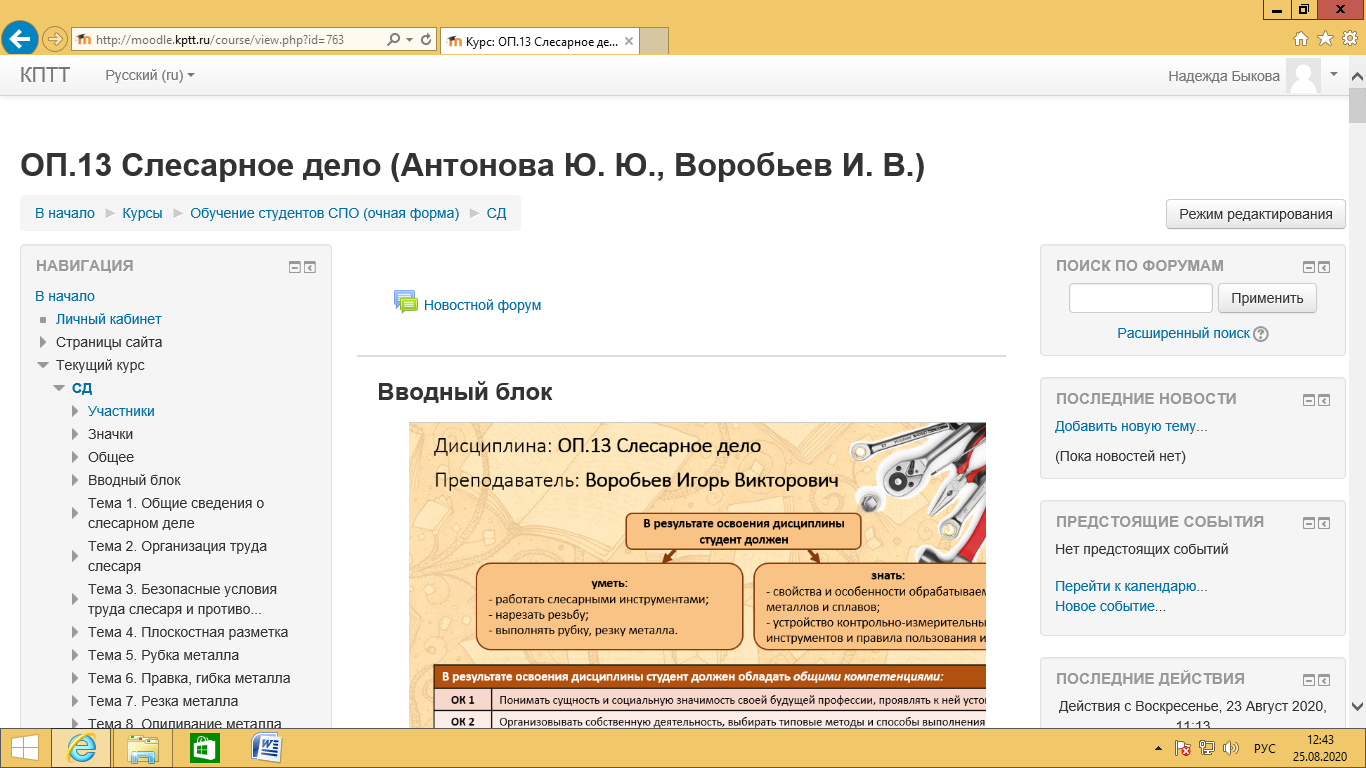 http://moodle.kptt.ru/course/view.php?id=763
Курс: ОП.13 Слесарное де...
КПТТ
Русский (ru)
Надежда Быкова
ОП.13 Слесарное дело (Антонова Ю. Ю., Воробьев И. В.)
В начало
Курсы
Обучение студентов СПО (очная форма)
СД
Режим редактирования
НАВИГАЦИЯ
В начало
Личный кабинет
Страницы сайта
Текущий курс
СД
Участники
Значки
Общее
Вводный блок
Тема 1. Общие сведения о
слесарном деле
Тема 2. Организация труда
слесаря
Тема 3. Безопасные условия
труда слесаря и противо...
Тема 4. Плоскостная разметка
Тема 5. Рубка металла
Тема 6. Правка, гибка металла
Тема 7. Резка металла
Тема 8. Опиливание металла
Новостной форум
Вводный блок
Дисциплина: ОП.13 Слесарное дело
Преподаватель: Воробьев Игорь Викторович
В результате освоения дисциплины
студент должен
уметь:
- работать слесарными инструментами;
- нарезать резьбу;
- выполнять рубку, резку металла.
знать:
- свойства и особенности обрабатываем
металлов и сплавов;
- устройство контрольно-измерительны
инструментов и правила пользования и
В результате освоения дисциплины студент должен обладать общими компетенциями:
ОК 1 Понимать сущность и социальную значимость своей будущей профессии, проявлять к ней усто
ОК 2 Организовывать собственную деятельность, выбирать типовые методы и способы выполнения
ПОИСК ПО ФОРУМАМ
Применить
Расширенный поиск
ПОСЛЕДНИЕ НОВОСТИ
Добавить новую тему...
(Пока новостей нет)
ПРЕДСТОЯЩИЕ СОБЫТИЯ
Нет предстоящих событий
Перейти к календарю...
Новое событие...
ПОСЛЕДНИЕ ДЕЙСТВИЯ
Действия с Воскресенье, 23 Август 2020,
11:13
РУС
12:43
25.08.2020